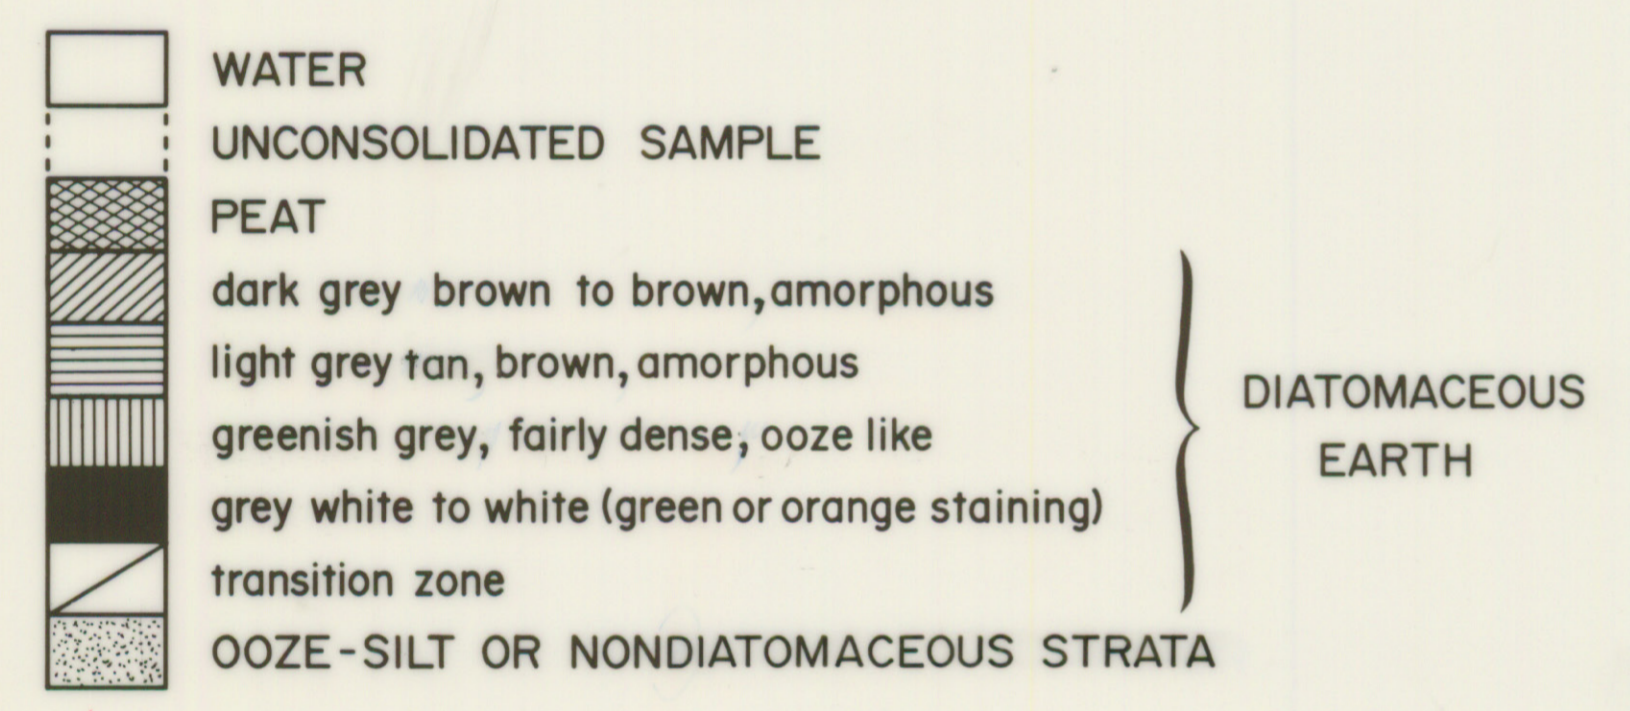 WATER
UNCONSOLIDATED SAMPLE
PEAT
dark grey brown to brown, amorphous
light grey tan, brown, amorphous
greenish grey, fairly dense, ooze like
grey white to white (green or orange staining)
transition zone
DIATOMACEOUS
EARTH
OOZE-SILT OR NONDIATOMACEOUS STRATA